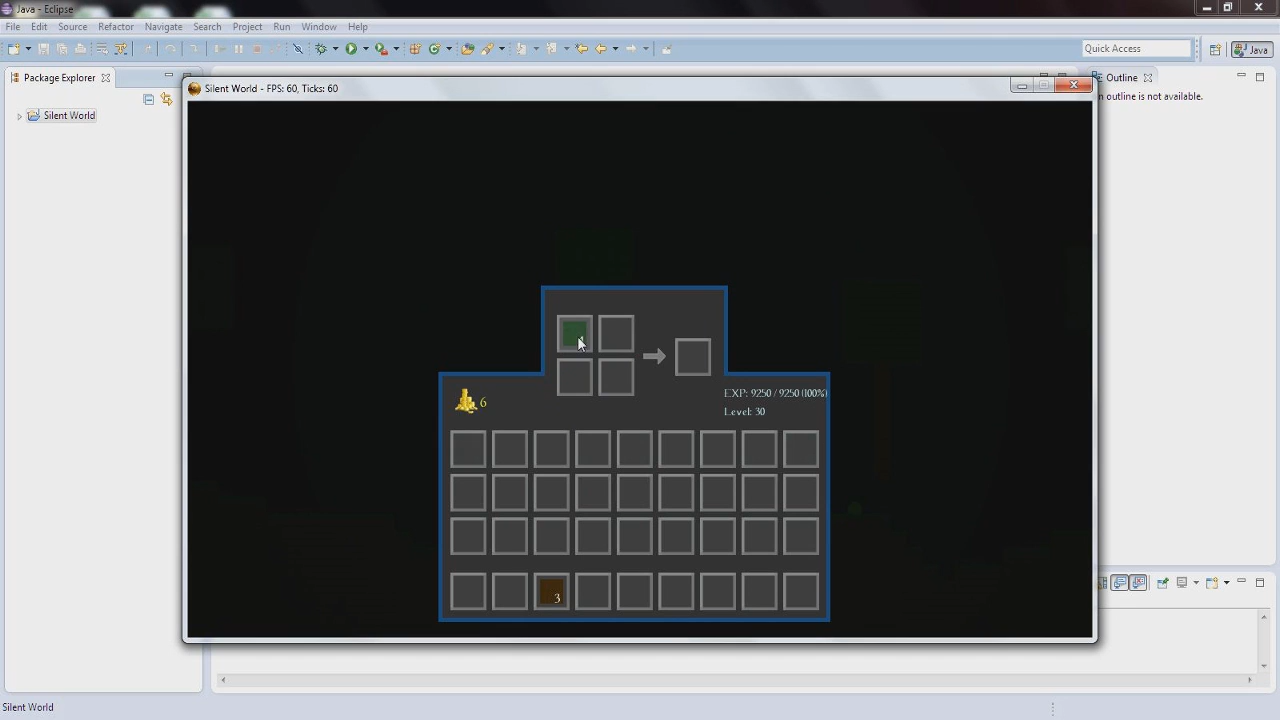 Java - Eclipse
File Edit Source Refactor Navigate Search Project Run Window Help
Quick Access
Java
Package Explorer
Outline
Silent World - FPS: 60, Ticks: 60
n outline is not available.
Silent World
6
EXP: 9250 / 9250 (100%)
Level: 30
3
Silent World